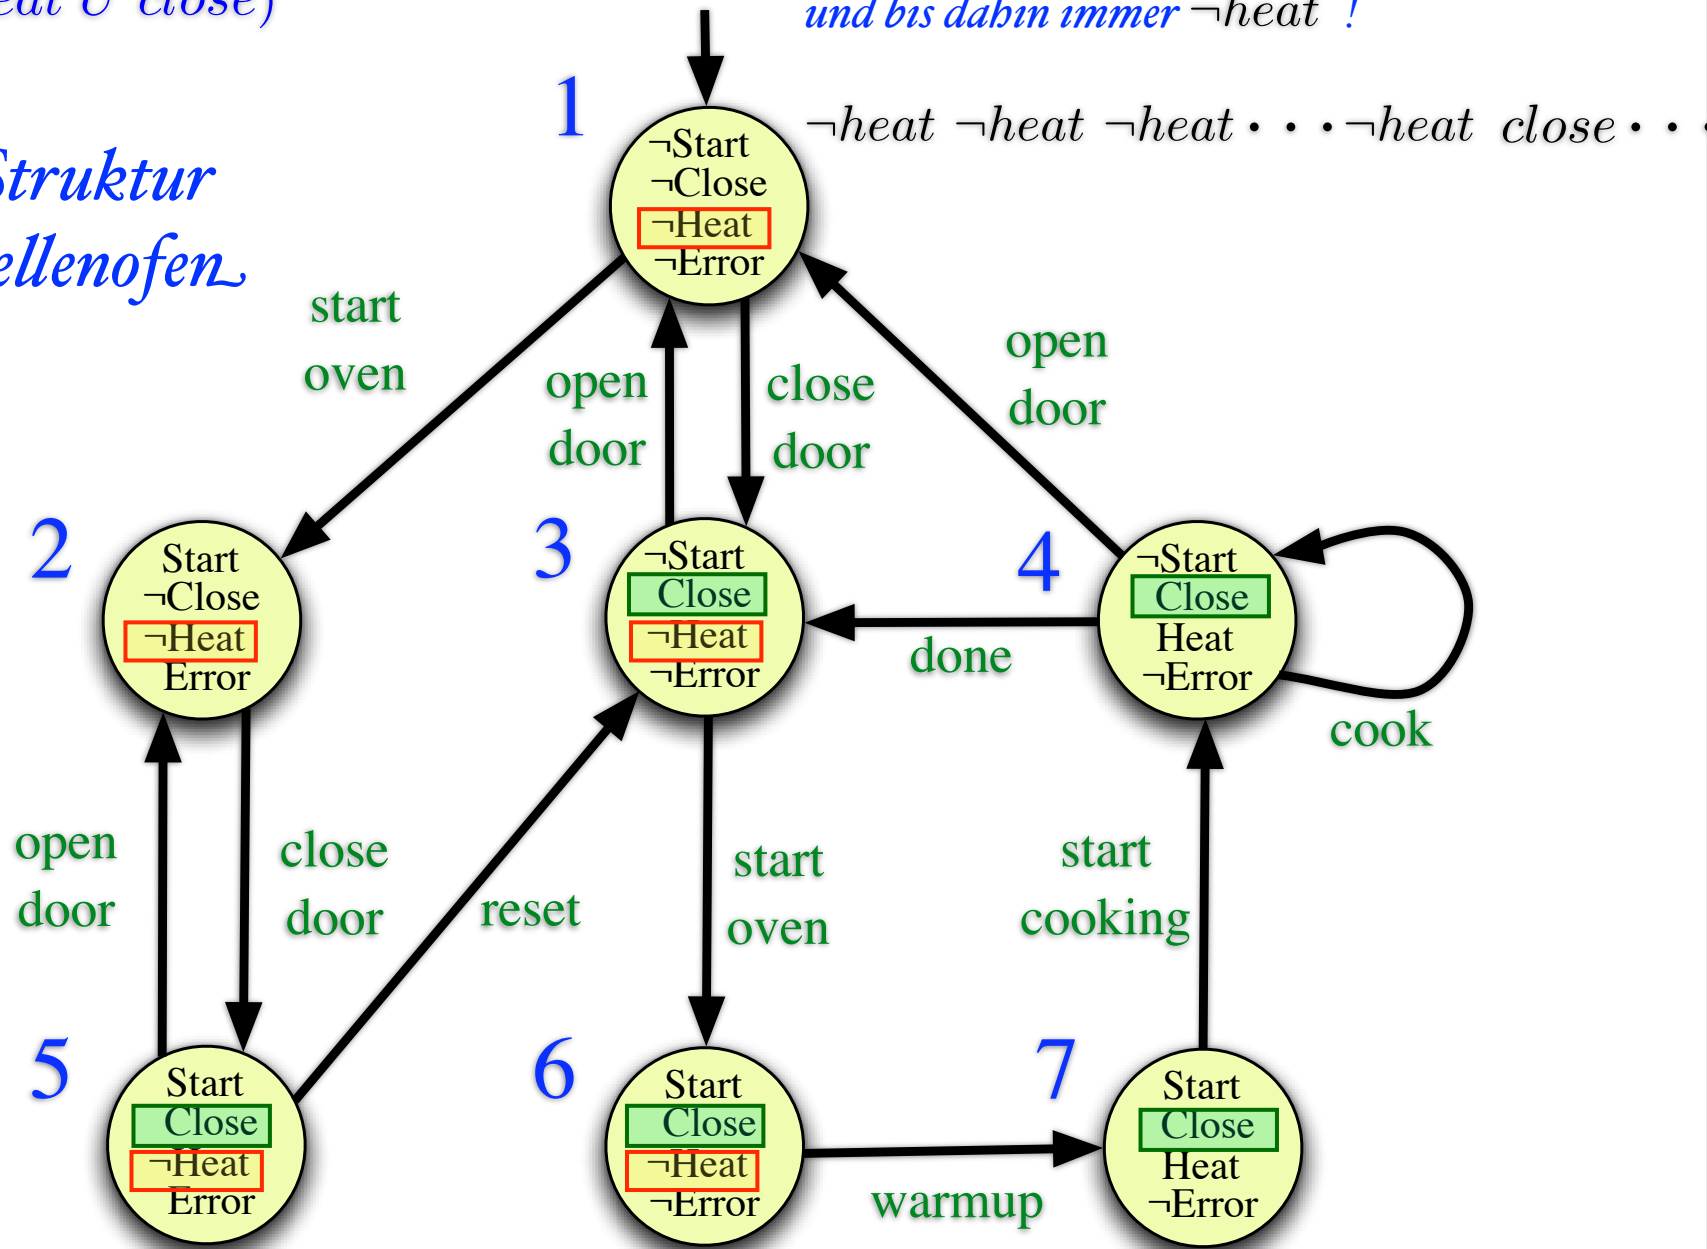 eat U close)
und bis dahin immer ¬heat !
1
¬heat ¬heat ¬heat · · · ¬heat close · · ·
¬Start
¬Close
¬Heat
¬Error
Struktur
ellenofen
start
oven
open
door
close
door
open
door
2
Start
¬Close
¬Heat
Error
3
¬Start
Close
¬Heat
¬Error
4
¬Start
Close
Heat
¬Error
done
cook
open
door
close
door
reset
start
oven
start
cooking
5
Start
Close
¬Heat
Error
6
Start
Close
¬Heat
¬Error
7
Start
Close
Heat
¬Error
warmup